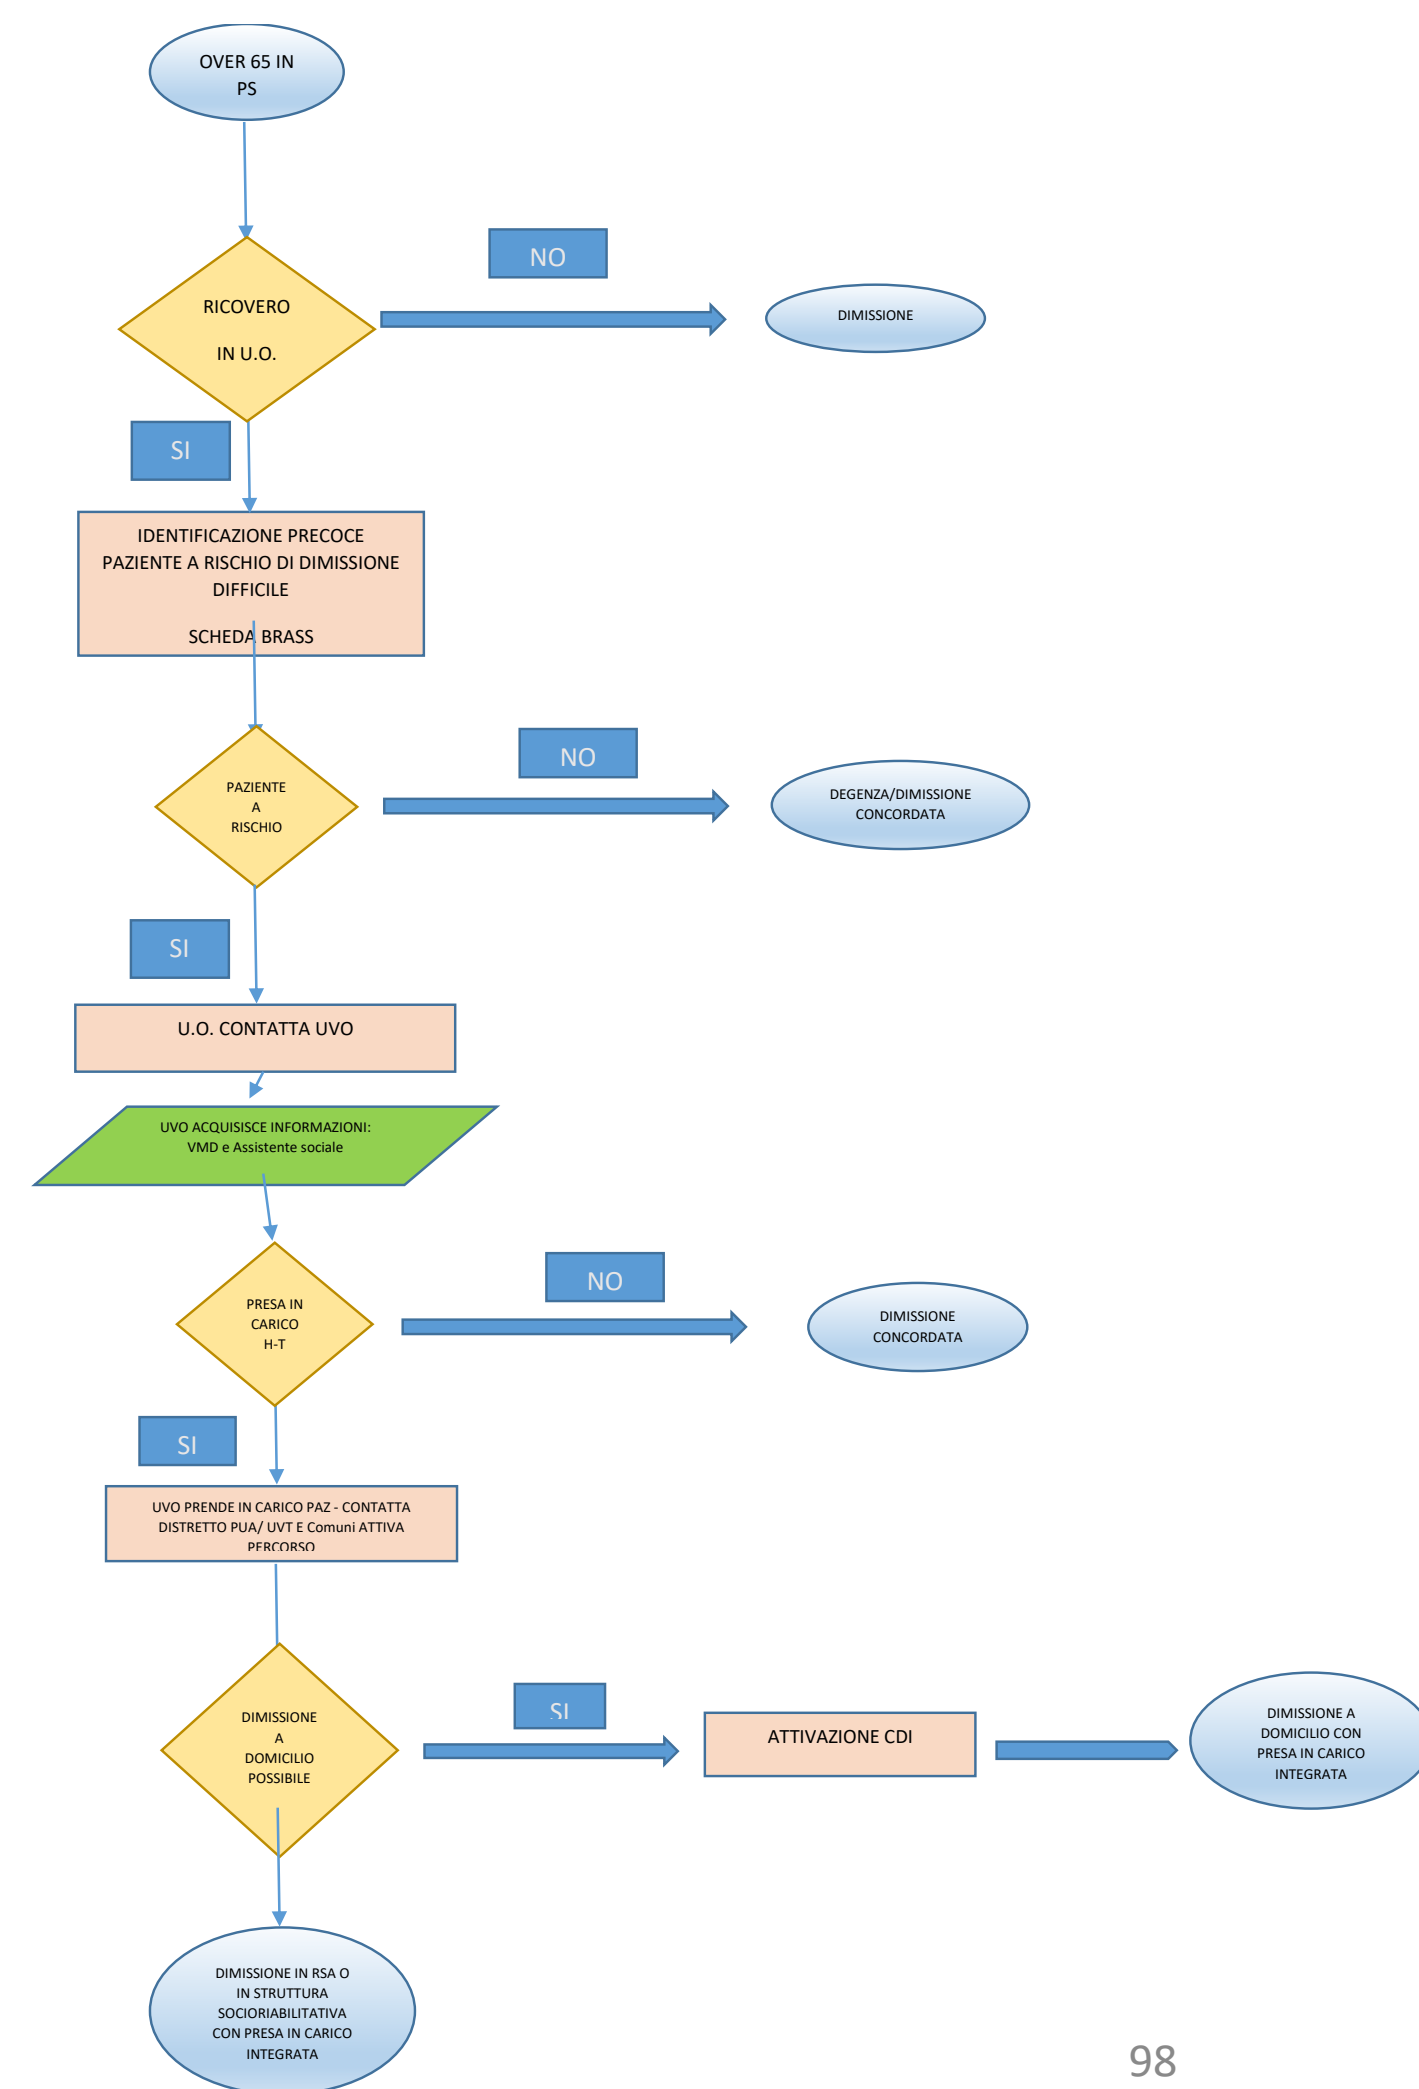 OVER 65 IN
PS
NO
RICOVERO
IN U.O.
DIMISSIONE
SI
IDENTIFICAZIONE PRECOCE
PAZIENTE A RISCHIO DI DIMISSIONE
DIFFICILE
SCHEDA BRASS
NO
PAZIENTE
A
RISCHIO
DEGENZA/DIMISSIONE
CONCORDATA
SI
U.O. CONTATTA UVO
UVO ACQUISISCE INFORMAZIONI:
VMD e Assistente sociale
NO
PRESA IN
CARICO
H-T
DIMISSIONE
CONCORDATA
SI
UVO PRENDE IN CARICO PAZ - CONTATTA
DISTRETTO PUA/ UVT E Comuni ATTIVA
PERCORSO
SI
DIMISSIONE
A
DOMICILIO
POSSIBILE
ATTIVAZIONE CDI
DIMISSIONE A
DOMICILIO CON
PRESA IN CARICO
INTEGRATA
DIMISSIONE IN RSA O
IN STRUTTURA
SOCIORIABILITATIVA
CON PRESA IN CARICO
INTEGRATA
98